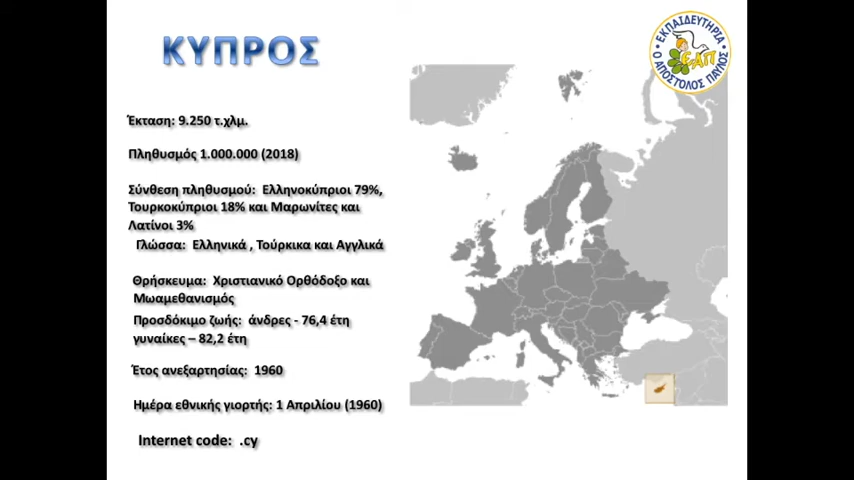 ΚΥΠΡΟΣ
ΕΚΠΑΙΔΕΥΤΗΡΙΑ
Ο ΑΠΟΣΤΟΛΟΣ ΠΑΥΛΟΣ
ΕΑΠ
Έκταση: 9.250 τ.χλμ.
Πληθυσμός 1.000.000 (2018)
Σύνθεση πληθυσμού: Ελληνοκύπριοι 79%,
Τουρκοκύπριοι 18% και Μαρωνίτες και
Λατίνοι 3%
Γλώσσα: Ελληνικά , Τούρκικα και Αγγλικά
Θρήσκευμα: Χριστιανικό Ορθόδοξο και
Μωαμεθανισμός
Προσδόκιμο ζωής: άνδρες - 76,4 έτη
γυναίκες – 82,2 έτη
Έτος ανεξαρτησίας: 1960
Ημέρα εθνικής γιορτής: 1 Απριλίου (1960)
Internet code: .cy